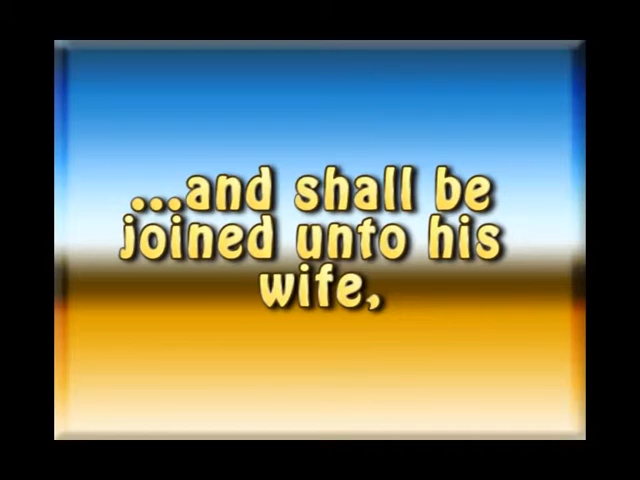 ...and shall be
joined unto his
wife,